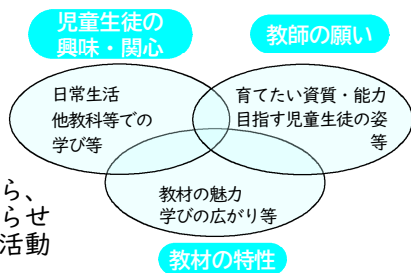 児童生徒の
興味・関心
教師の願い
日常生活
他教科等での
学び等
育てたい資質・能力
目指す児童生徒の姿
等
教材の魅力
学びの広がり等
教材の特性
ら、
らせ
活動